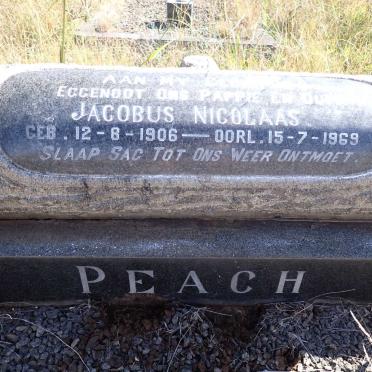 AAN MY
EGGENOOT ONS PAPPIE EN OUPA
JACOBUS NICOLAAS
GEB. 12-8-1906 — OORL. 15-7-1969
SLAAP SAG TOT ONS WEER ONTMOET.
PEACH